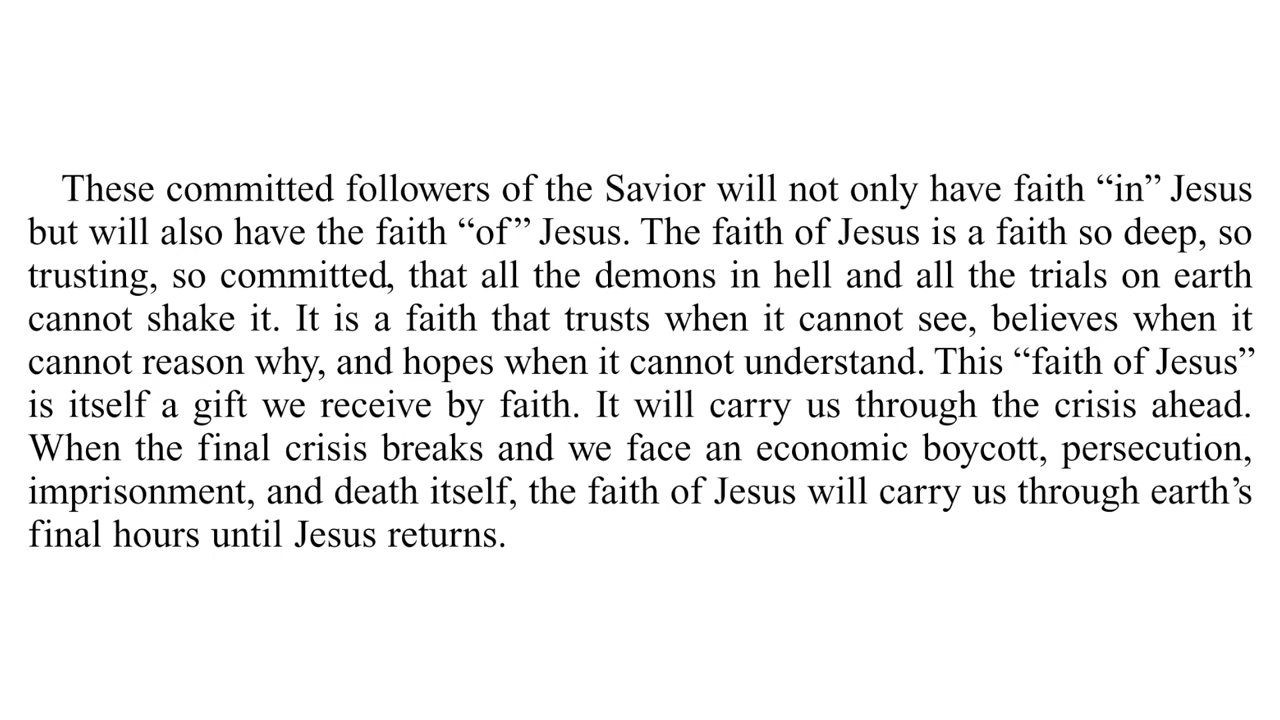 These committed followers of the Savior will not only have faith “in” Jesus
but will also have the faith “of” Jesus. The faith of Jesus is a faith so deep, so
trusting, so committed, that all the demons in hell and all the trials on earth
cannot shake it. It is a faith that trusts when it cannot see, believes when it
cannot reason why, and hopes when it cannot understand. This “faith of Jesus”
is itself a gift we receive by faith. It will carry us through the crisis ahead.
When the final crisis breaks and we face an economic boycott, persecution,
imprisonment, and death itself, the faith of Jesus will carry us through earth’s
final hours until Jesus returns.